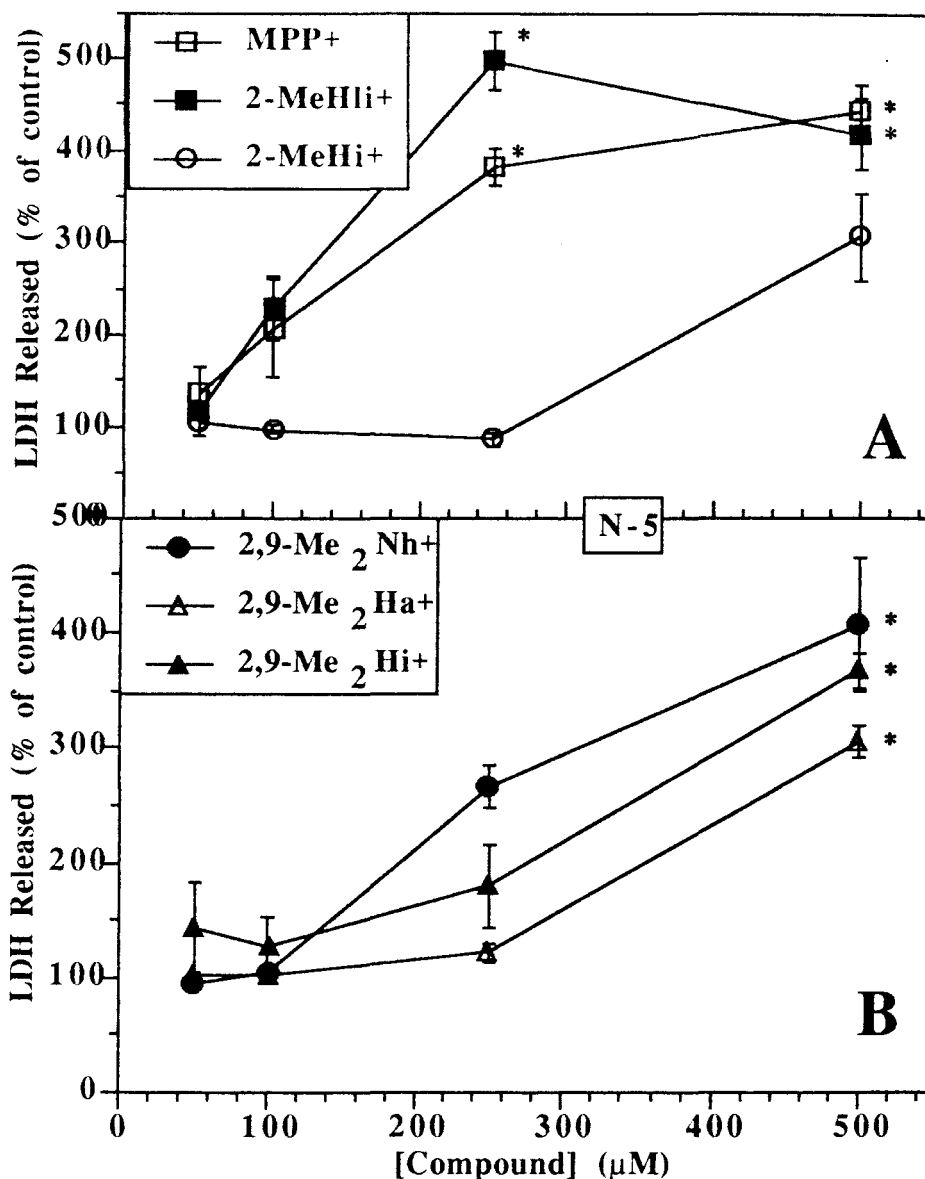 500
400
300
200
100
LDH Released (% of control)
MPP+
2-MeHli+
2-MeHi+
*
*
*
*
A
500
400
300
200
100
0
LDH Released (% of control)
2,9-Me 2 Nh+
2,9-Me 2 Ha+
2,9-Me 2 Hi+
N-5
*
*
*
B
0 100 200 300 400 500
[Compound] (μM)